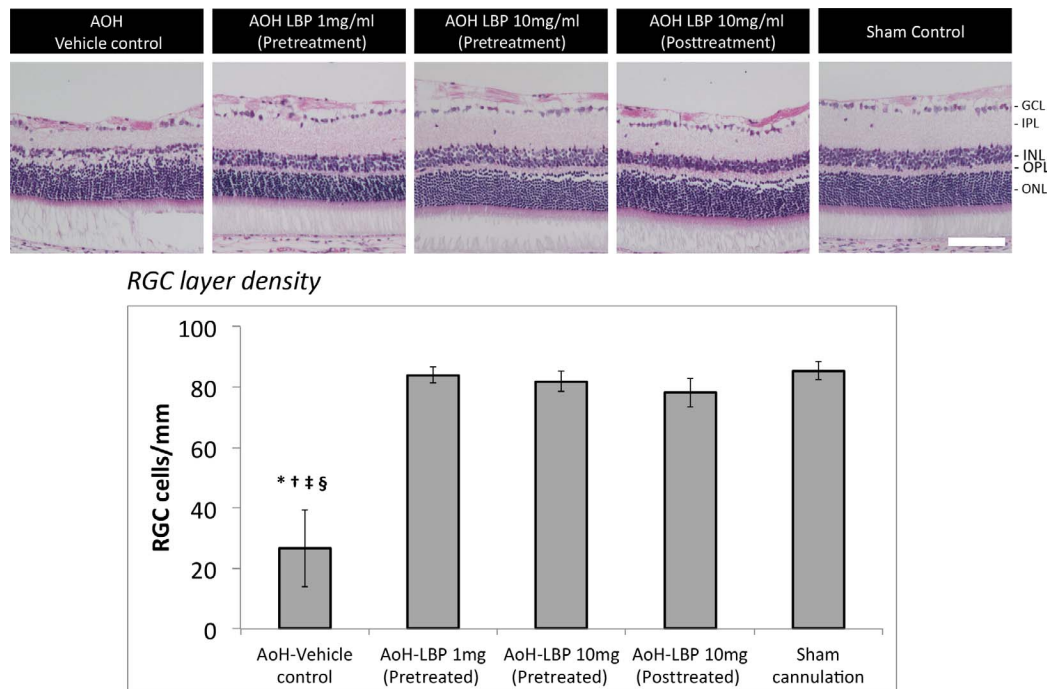 AOH
Vehicle control
AOH LBP 1mg/ml
(Pretreatment)
AOH LBP 10mg/ml
(Pretreatment)
AOH LBP 10mg/ml
(Posttreatment)
Sham Control
- GCL
- IPL
- INL
- OPL
- ONL
RGC layer density
RGC cells/mm
100
80
60
40
20
0
* † ‡ §
AoH-Vehicle
control
AoH-LBP 1mg
(Pretreated)
AoH-LBP 10mg
(Pretreated)
AoH-LBP 10mg
(Posttreated)
Sham
cannulation